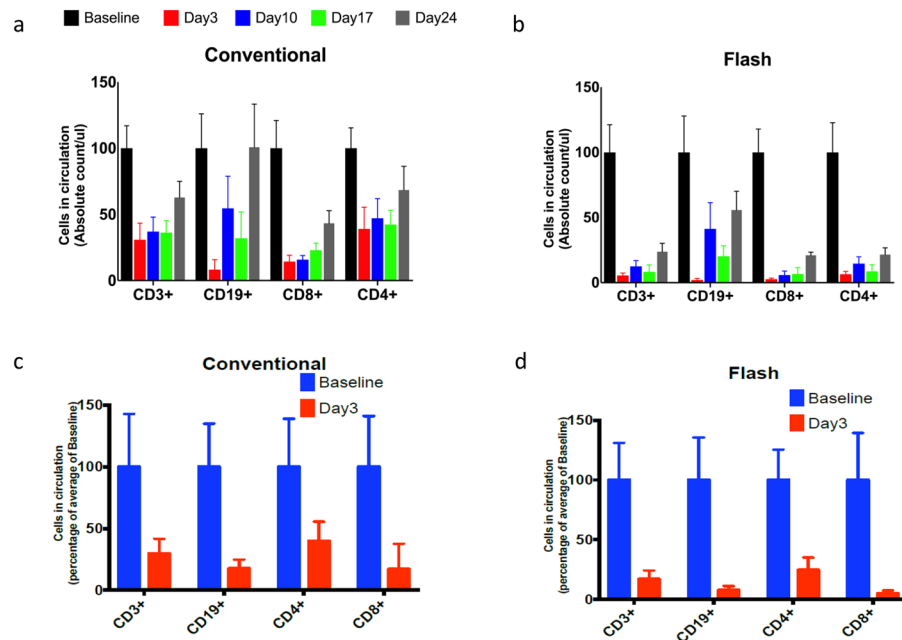 a
Baseline Day3 Day10 Day17 Day24
b
Conventional
Cells in circulation
(Absolute count/ul)
150
100
50
0
CD3+ CD19+ CD8+ CD4+
Flash
Cells in circulation
(Absolute count/ul)
150
100
50
0
CD3+ CD19+ CD8+ CD4+
c
Conventional
Baseline
Day3
Cells in circulation
(percentage of average of Baseline)
150
100
50
0
CD3+ CD19+ CD4+ CD8+
d
Flash
Baseline
Day3
Cells in circulation
(percentage of average of Baseline)
150
100
50
0
CD3+ CD19+ CD4+ CD8+